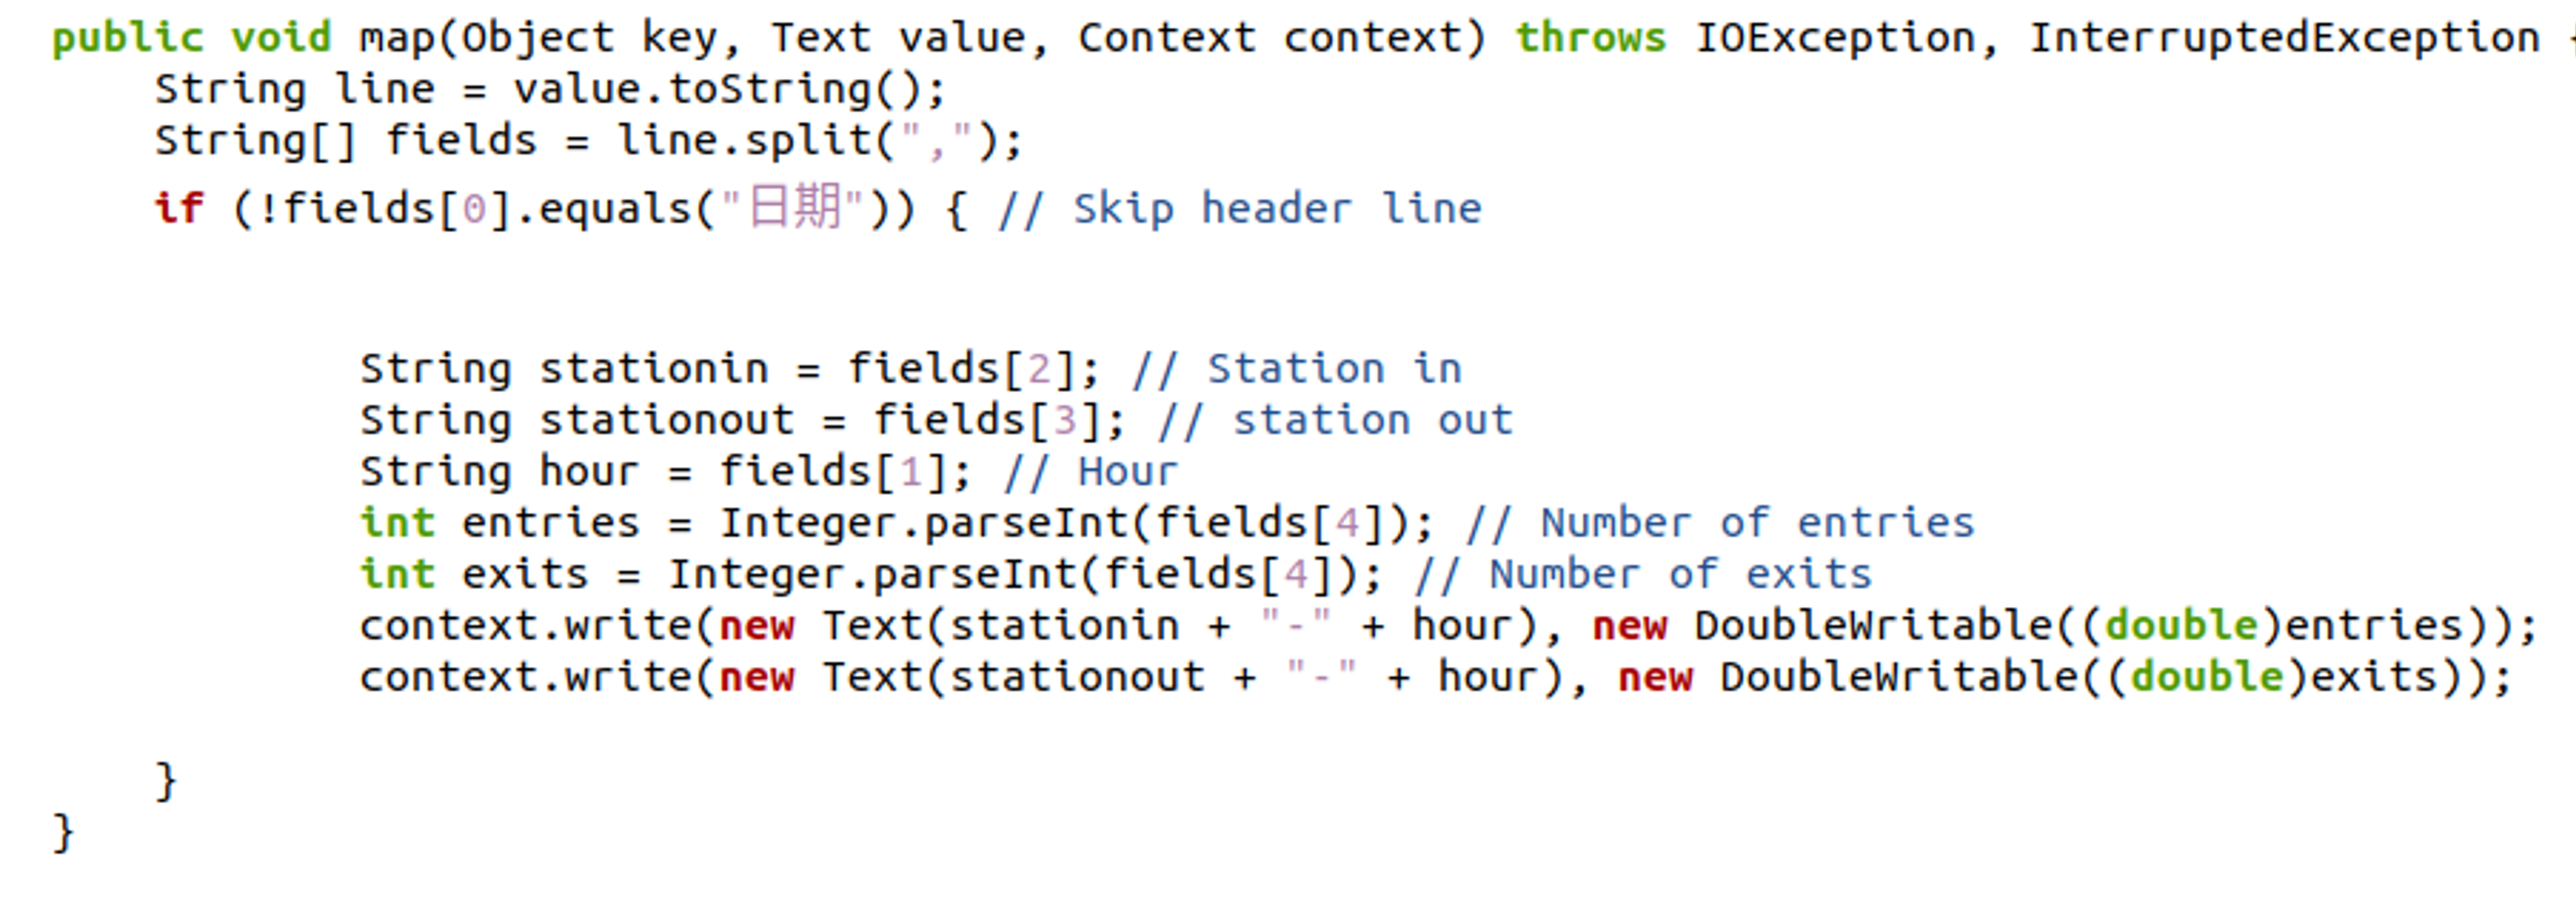 public void map(Object key, Text value, Context context) throws IOException, InterruptedException {
String line = value.toString();
String[] fields = line.split(",");
if (!fields[0].equals("日期")) { // Skip header line
String stationin = fields[2]; // Station in
String stationout = fields[3]; // station out
String hour = fields[1]; // Hour
int entries = Integer.parseInt(fields[4]); // Number of entries
int exits = Integer.parseInt(fields[4]); // Number of exits
context.write(new Text(stationin + "-" + hour), new DoubleWritable((double)entries));
context.write(new Text(stationout + "-" + hour), new DoubleWritable((double)exits));
}
}